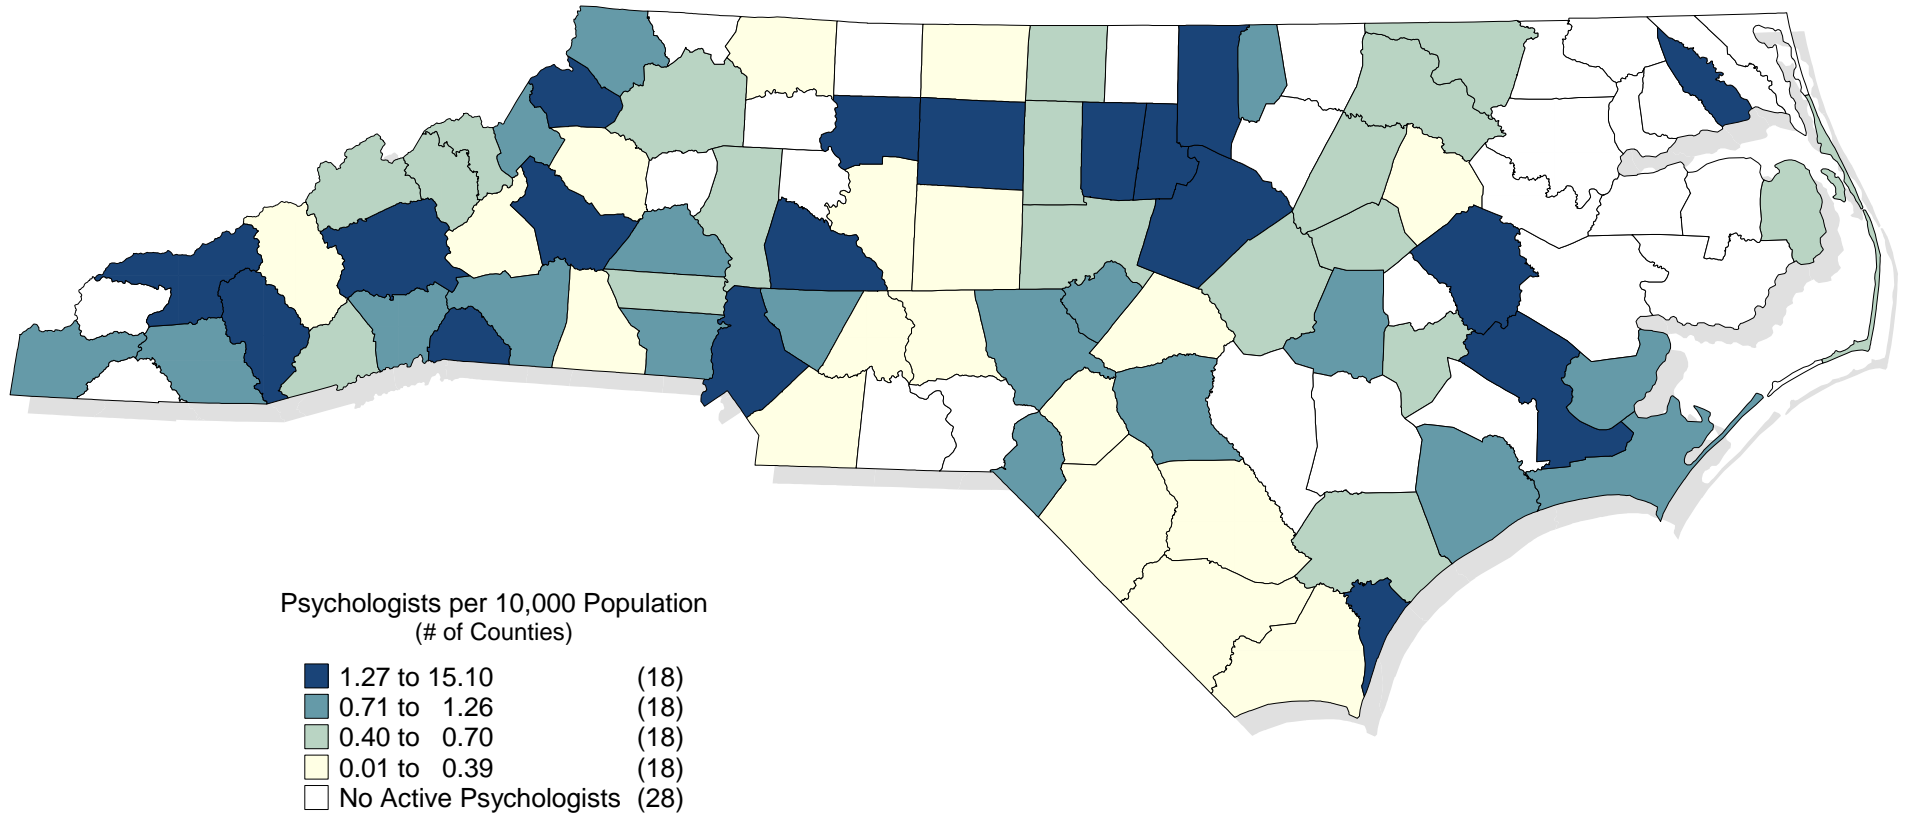 Psychologists per 10,000 Population
(# of Counties)
1.27 to 15.10 (18)
0.71 to 1.26 (18)
0.40 to 0.70 (18)
0.01 to 0.39 (18)
No Active Psychologists (28)